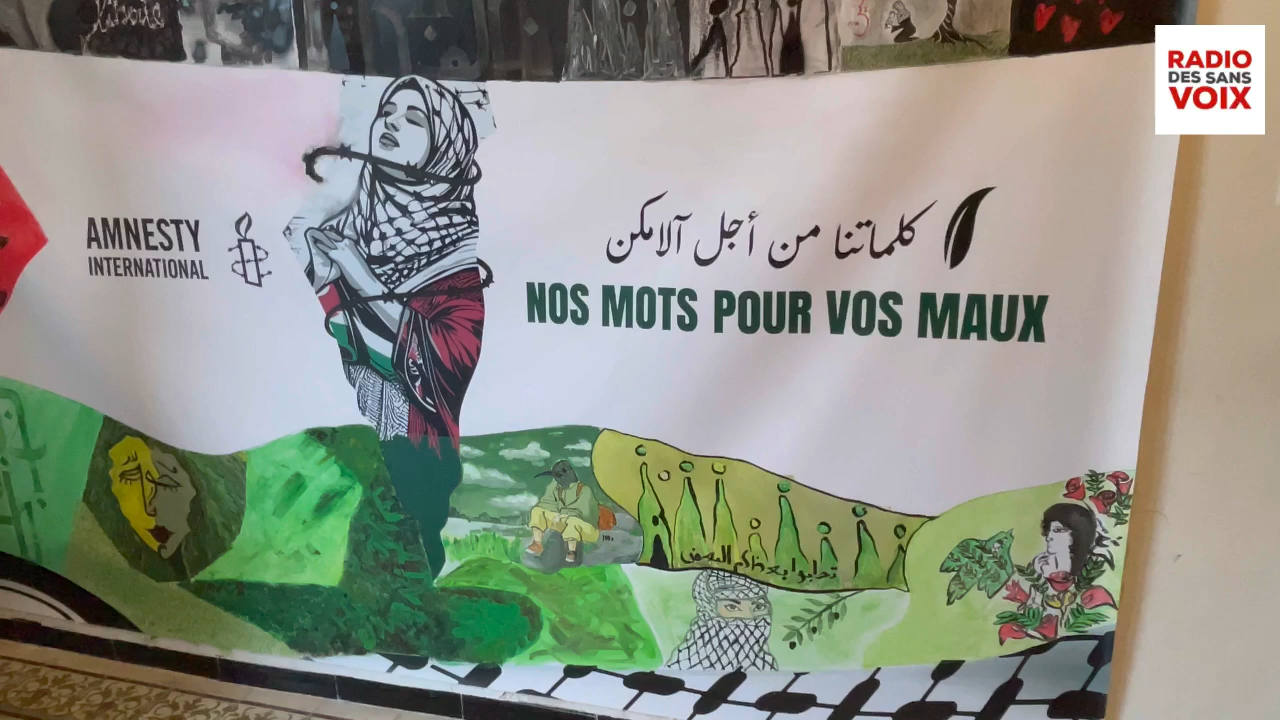 RADIO
DES SANS
VOIX
AMNESTY
INTERNATIONAL
كلماتنا من أجل آلامكن
NOS MOTS POUR VOS MAUX